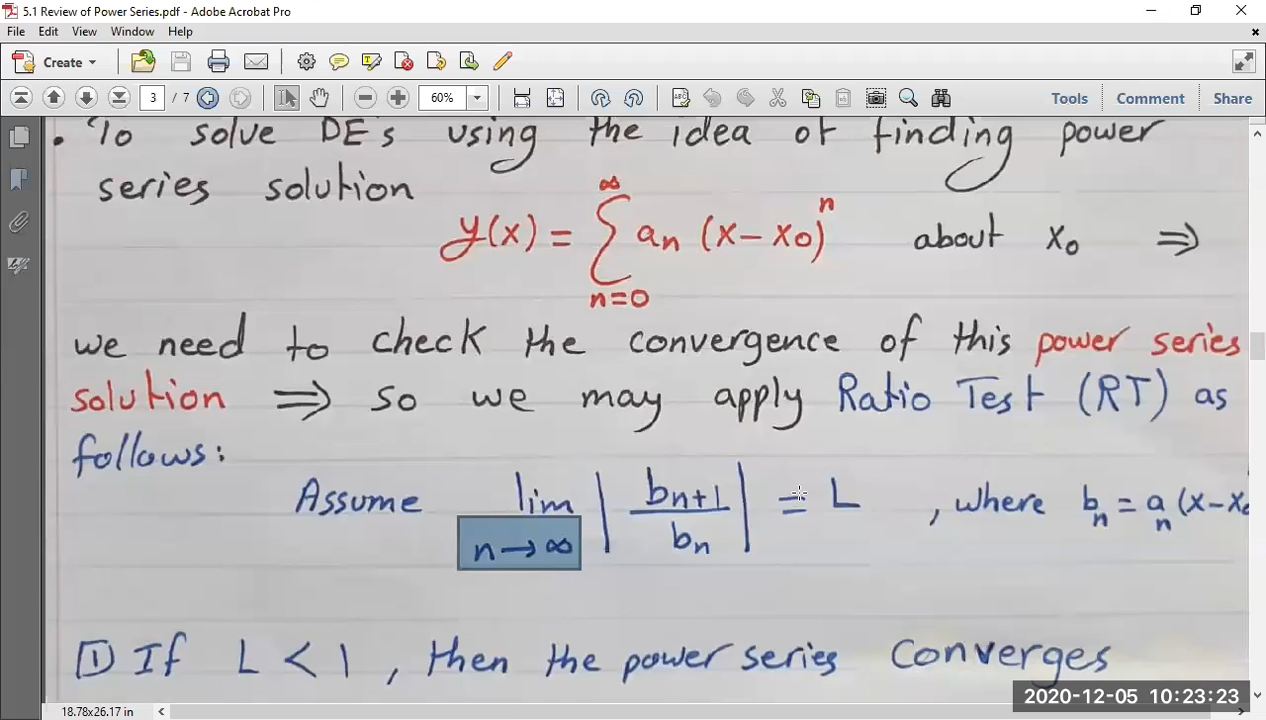 5.1 Review of Power Series.pdf - Adobe Acrobat Pro
File Edit View Window Help
Create
3 / 7 60% Tools Comment Share
• To solve DE's using the idea of finding power
series solution
y(x) = ∑_{n=0}^{∞} a_n (x - x_0)^n about x_0 ⇒
we need to check the convergence of this power series
solution ⇒ so we may apply Ratio Test (RT) as
follows:
Assume lim_{n→∞} | b_{n+1} / b_n | = L , where b_n = a_n (x - x_0
[1] If L < 1 , then the power series converges
2020-12-05 10:23:23
18.78x26.17 in